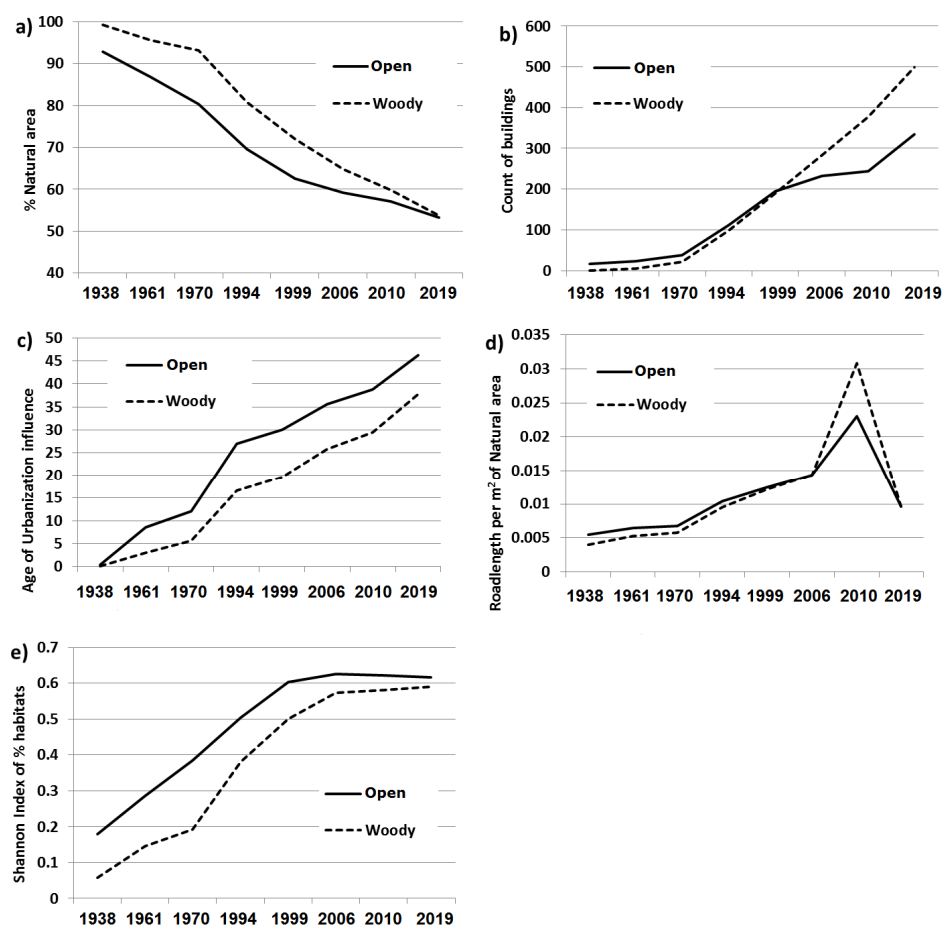 a)
% Natural area
100
90
80
70
60
50
40
Open
Woody
1938 1961 1970 1994 1999 2006 2010 2019
b)
Count of buildings
600
500
400
300
200
100
0
Open
Woody
1938 1961 1970 1994 1999 2006 2010 2019
c)
Age of Urbanization influence
50
45
40
35
30
25
20
15
10
5
0
Open
Woody
1938 1961 1970 1994 1999 2006 2010 2019
d)
Roadlength per m² of Natural area
0.035
0.03
0.025
0.02
0.015
0.01
0.005
0
Open
Woody
1938 1961 1970 1994 1999 2006 2010 2019
e)
Shannon Index of % habitats
0.7
0.6
0.5
0.4
0.3
0.2
0.1
0
Open
Woody
1938 1961 1970 1994 1999 2006 2010 2019